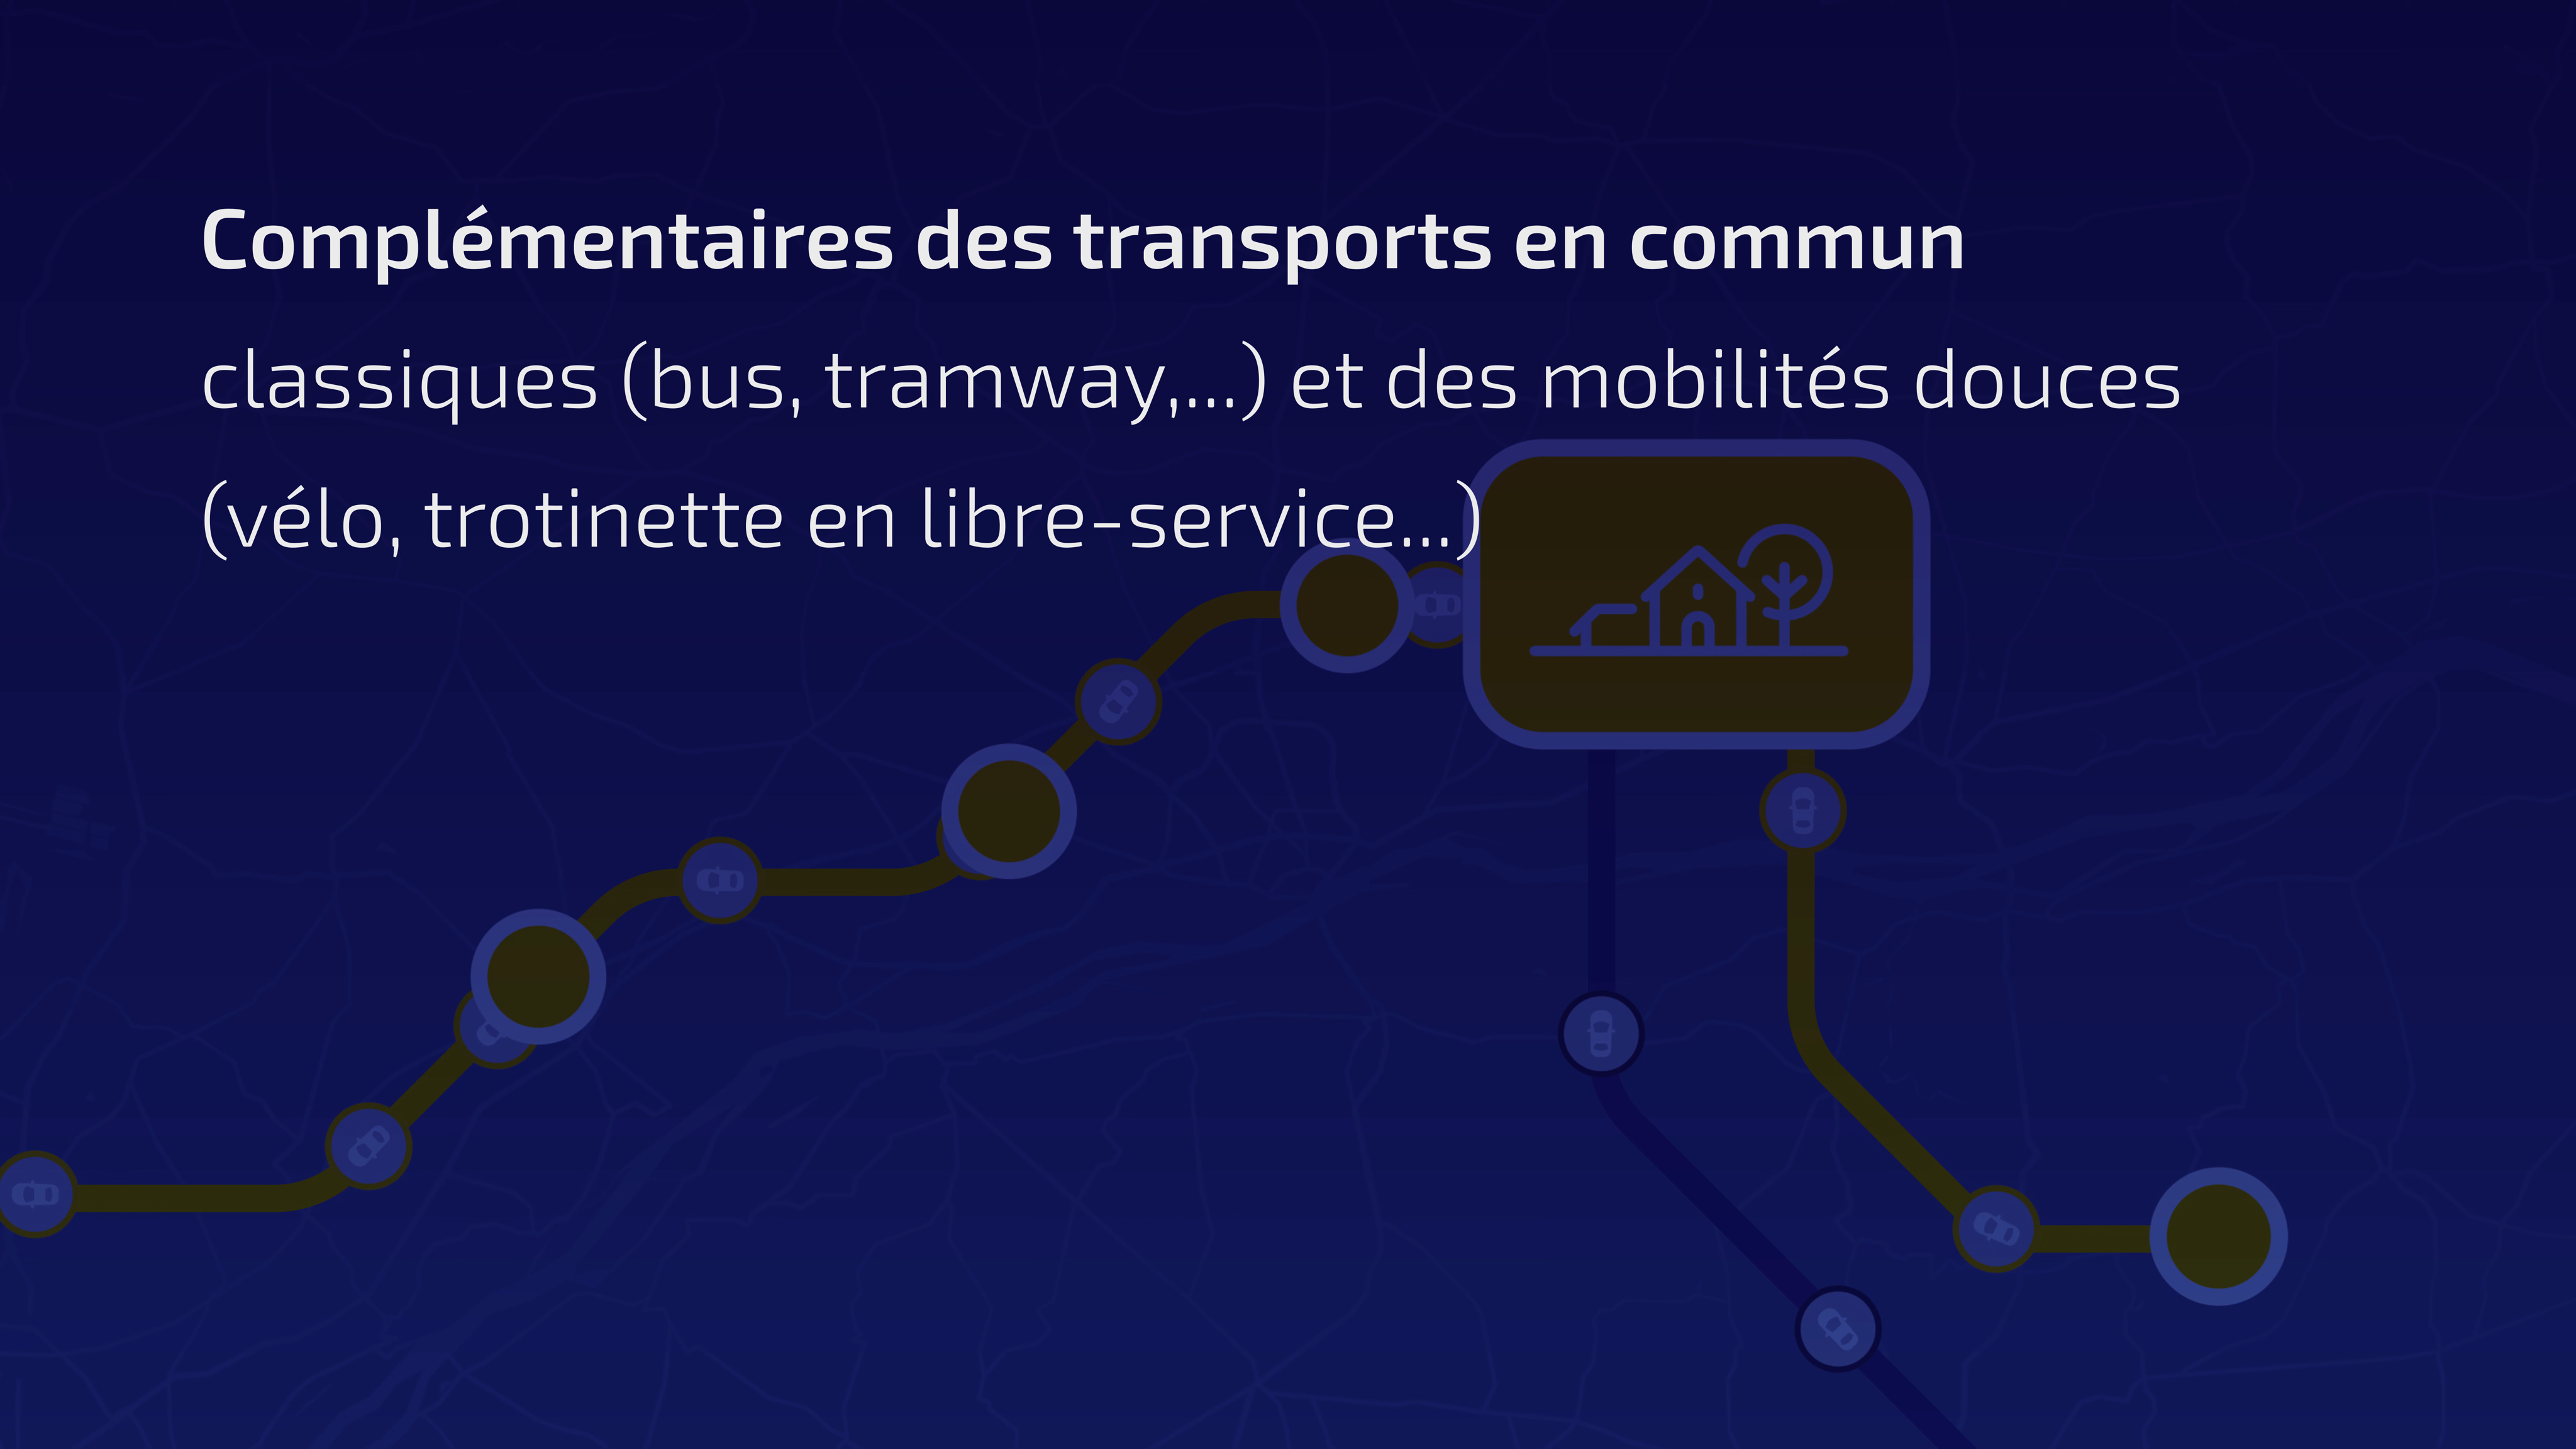 Complémentaires des transports en commun
classiques (bus, tramway,...) et des mobilités douces
(vélo, trotinette en libre-service...)